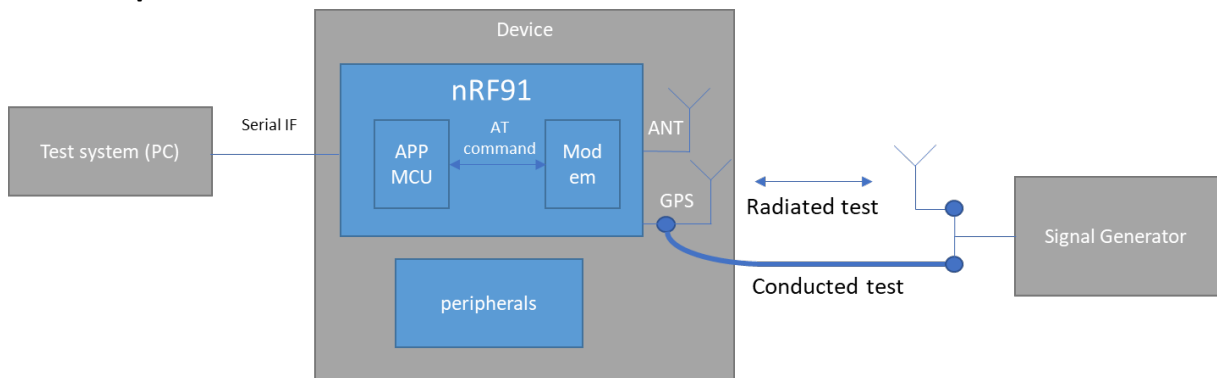 Device
nRF91
Test system (PC)
Serial IF
APP
MCU
AT
command
Mod
em
ANT
GPS
Radiated test
Signal Generator
Conducted test
peripherals